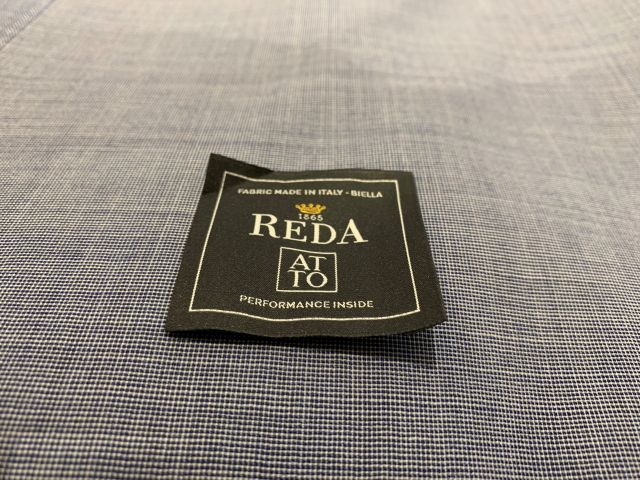 FABRIC MADE IN ITALY - BIELLA
1865
REDA
AT
TO
PERFORMANCE INSIDE